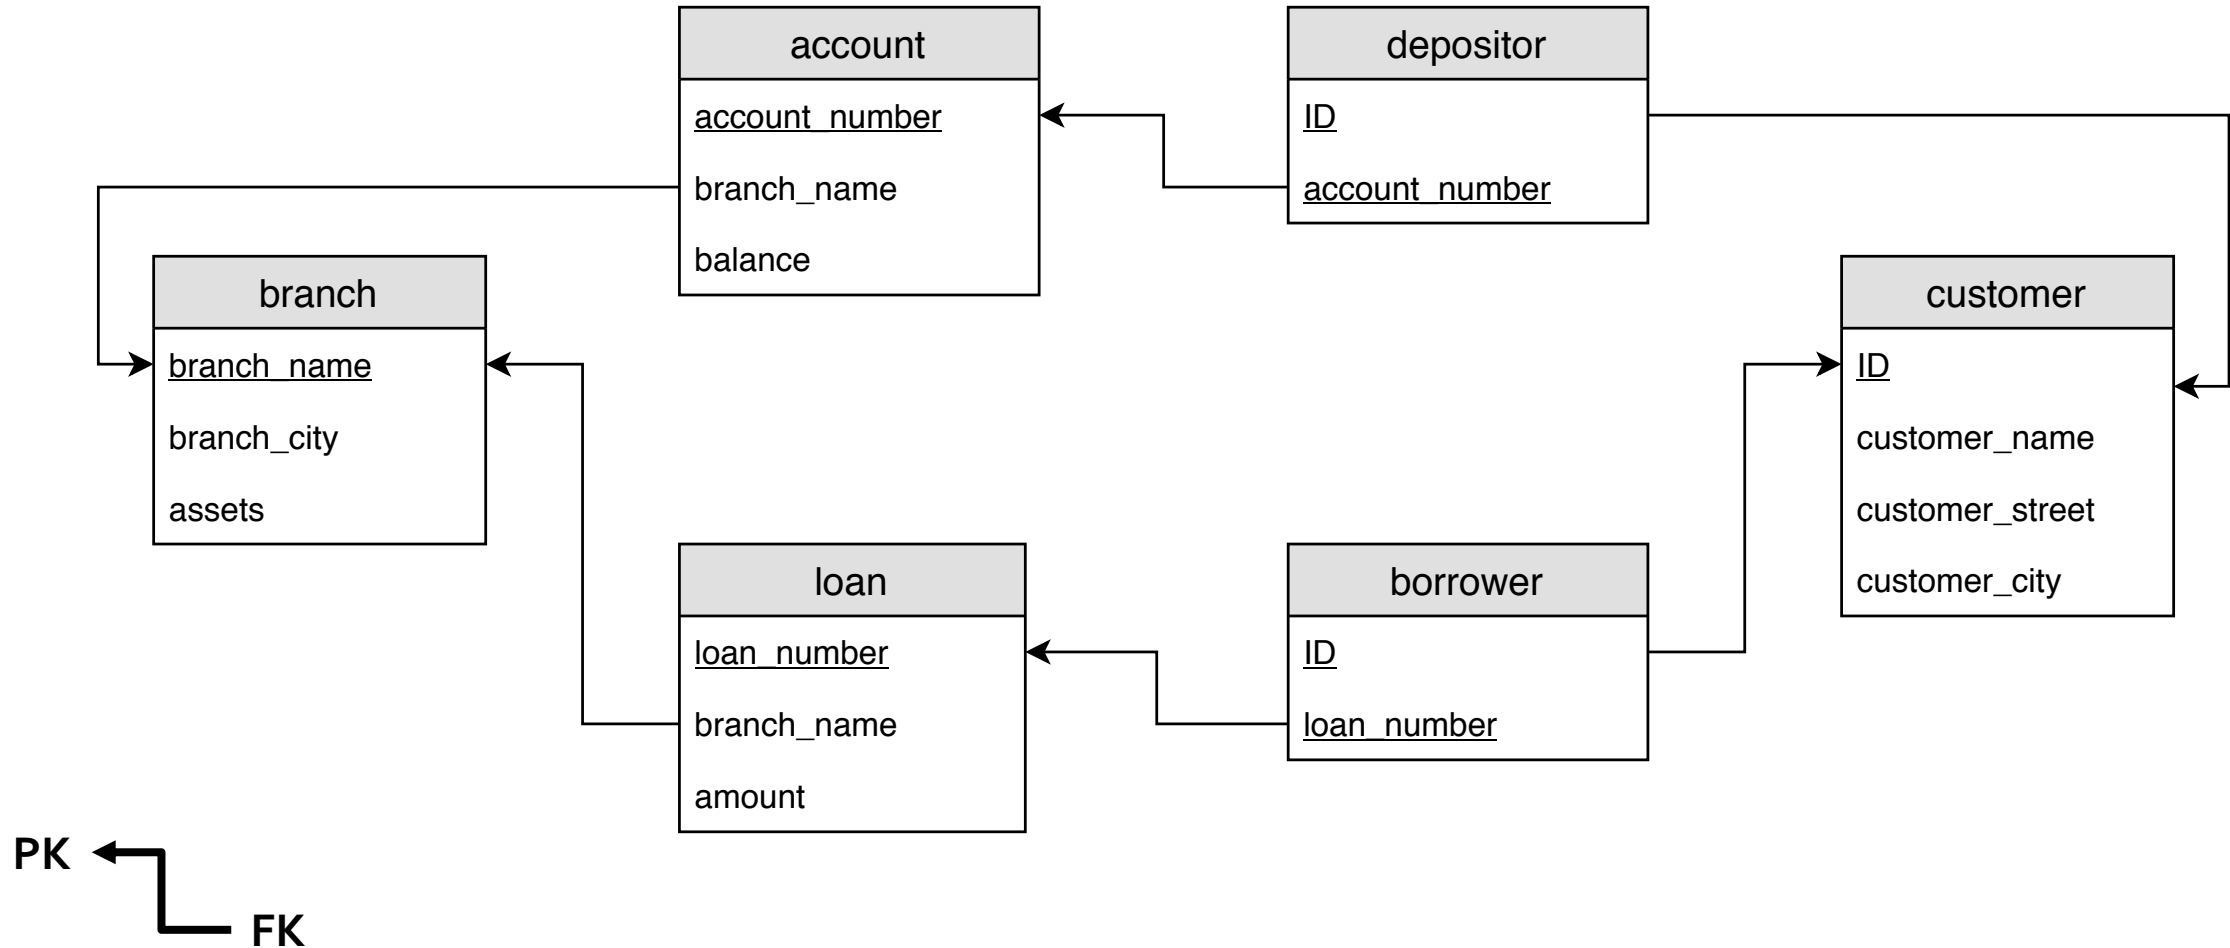 account
account_number
branch_name
balance
depositor
ID
account_number
branch
branch_name
branch_city
assets
customer
ID
customer_name
customer_street
customer_city
loan
loan_number
branch_name
amount
borrower
ID
loan_number
PK
FK